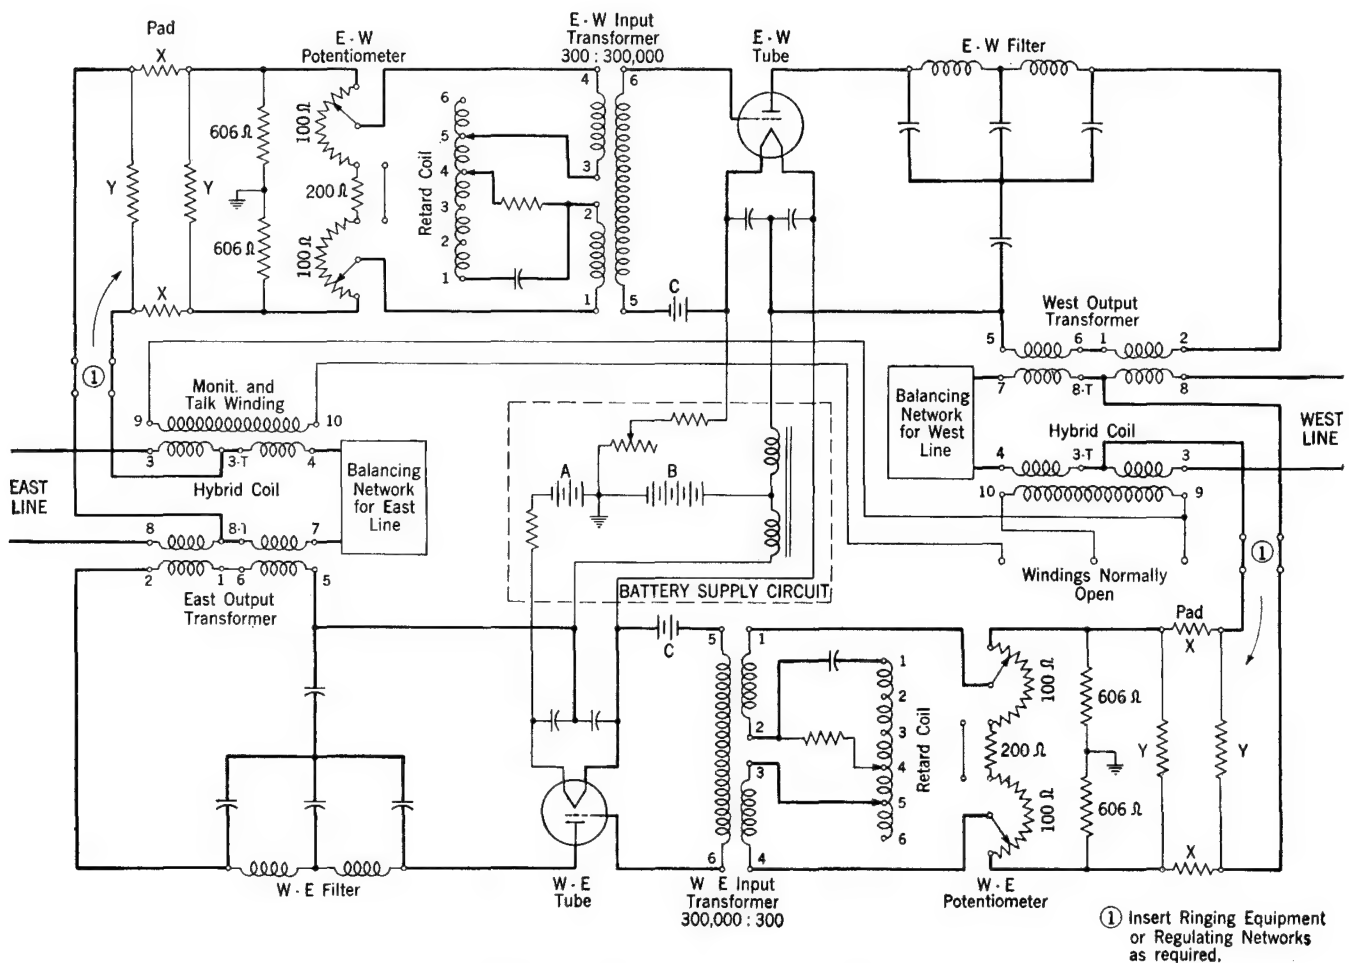 Pad
X
E-W
Potentiometer
E-W Input
Transformer
300 : 300,000
E-W
Tube
E-W Filter
4
6
606 Ω
100 Ω
6
5
4
3
2
1
Retard Coil
3
2
Y
Y
200 Ω
606 Ω
100 Ω
X
1
5
C
West Output
Transformer
5
6
1
2
1
Monit. and
Talk Winding
9
10
7
8-T
8
Balancing
Network
for West
Line
WEST
LINE
Hybrid Coil
3
3-T
4
Hybrid Coil
4
3-T
3
EAST
LINE
Balancing
Network
for East
Line
A
B
10
9
8
8-T
7
2
1
6
5
East Output
Transformer
BATTERY SUPPLY CIRCUIT
Windings Normally
Open
1
Pad
X
C
5
1
1
2
3
4
5
6
Retard Coil
100 Ω
606 Ω
2
3
200 Ω
Y
Y
100 Ω
606 Ω
X
6
4
W-E Filter
W-E
Tube
W E Input
Transformer
300,000 : 300
W-E
Potentiometer
1 Insert Ringing Equipment
or Regulating Networks
as required.